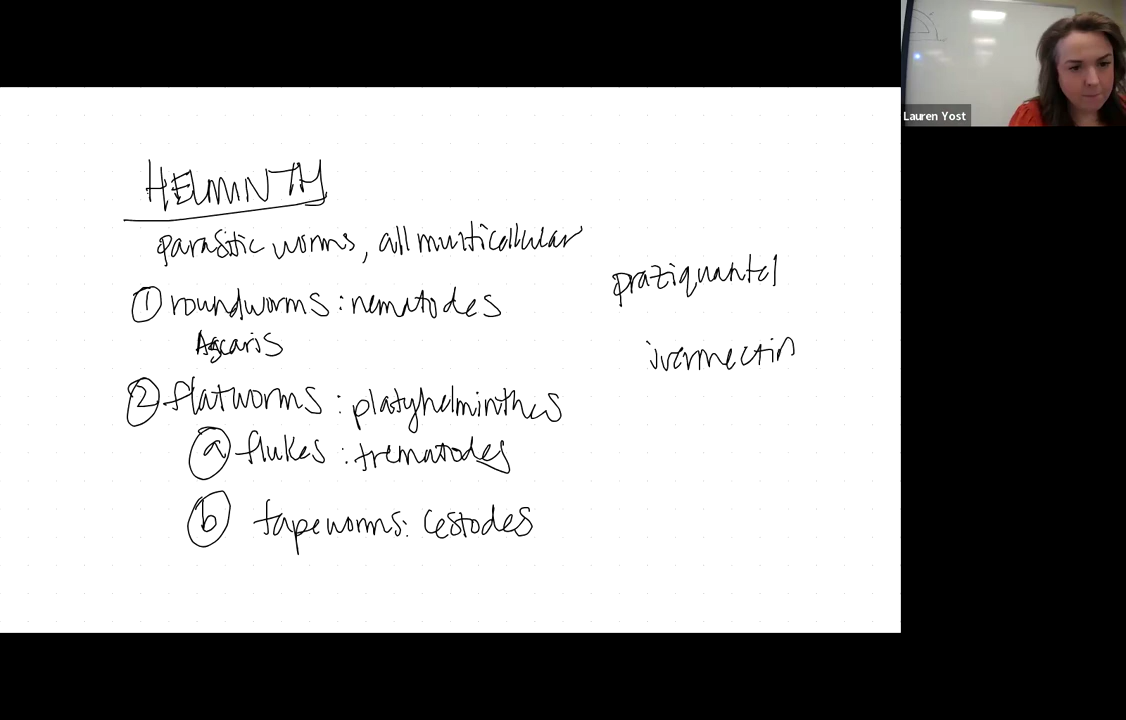 Lauren Yost
HELMINTH
parasitic worms, all multicellular
praziquantel
① roundworms: nematodes
Ascaris
ivermectin
② flatworms: platyhelminthes
ⓐ flukes: trematodes
ⓑ tapeworms: cestodes